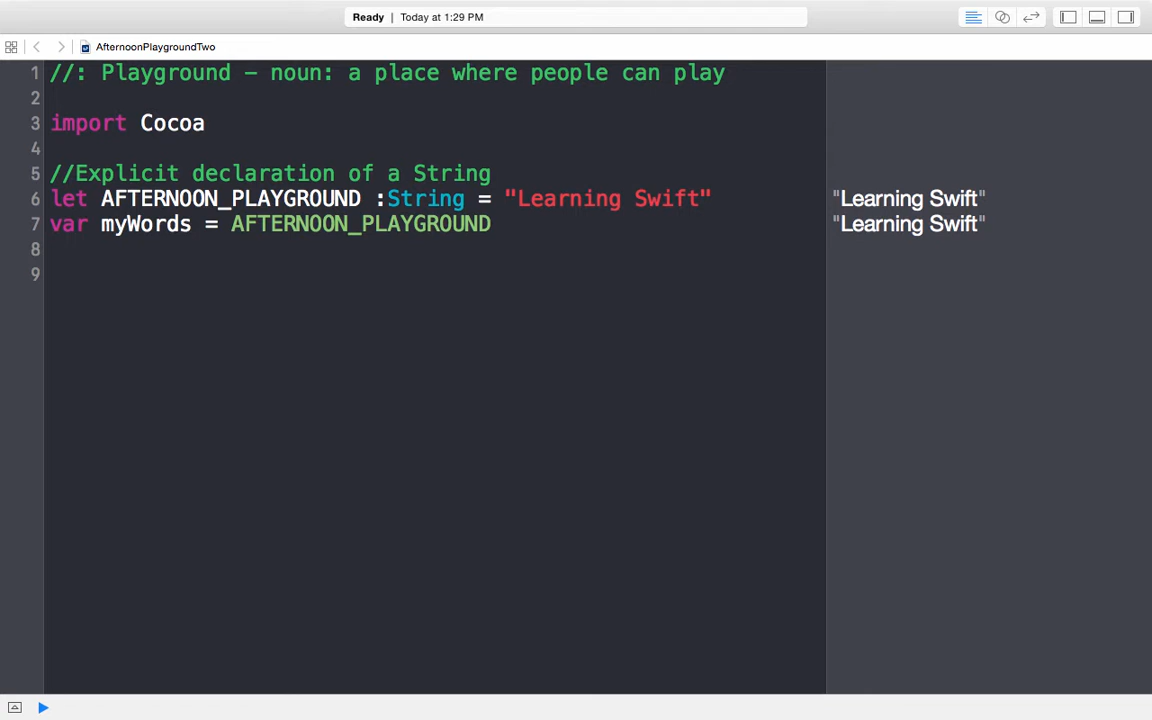 Ready | Today at 1:29 PM
AfternoonPlaygroundTwo
1 //: Playground – noun: a place where people can play
2
3 import Cocoa
4
5 //Explicit declaration of a String
6 let AFTERNOON_PLAYGROUND :String = "Learning Swift" "Learning Swift"
7 var myWords = AFTERNOON_PLAYGROUND "Learning Swift"
8
9